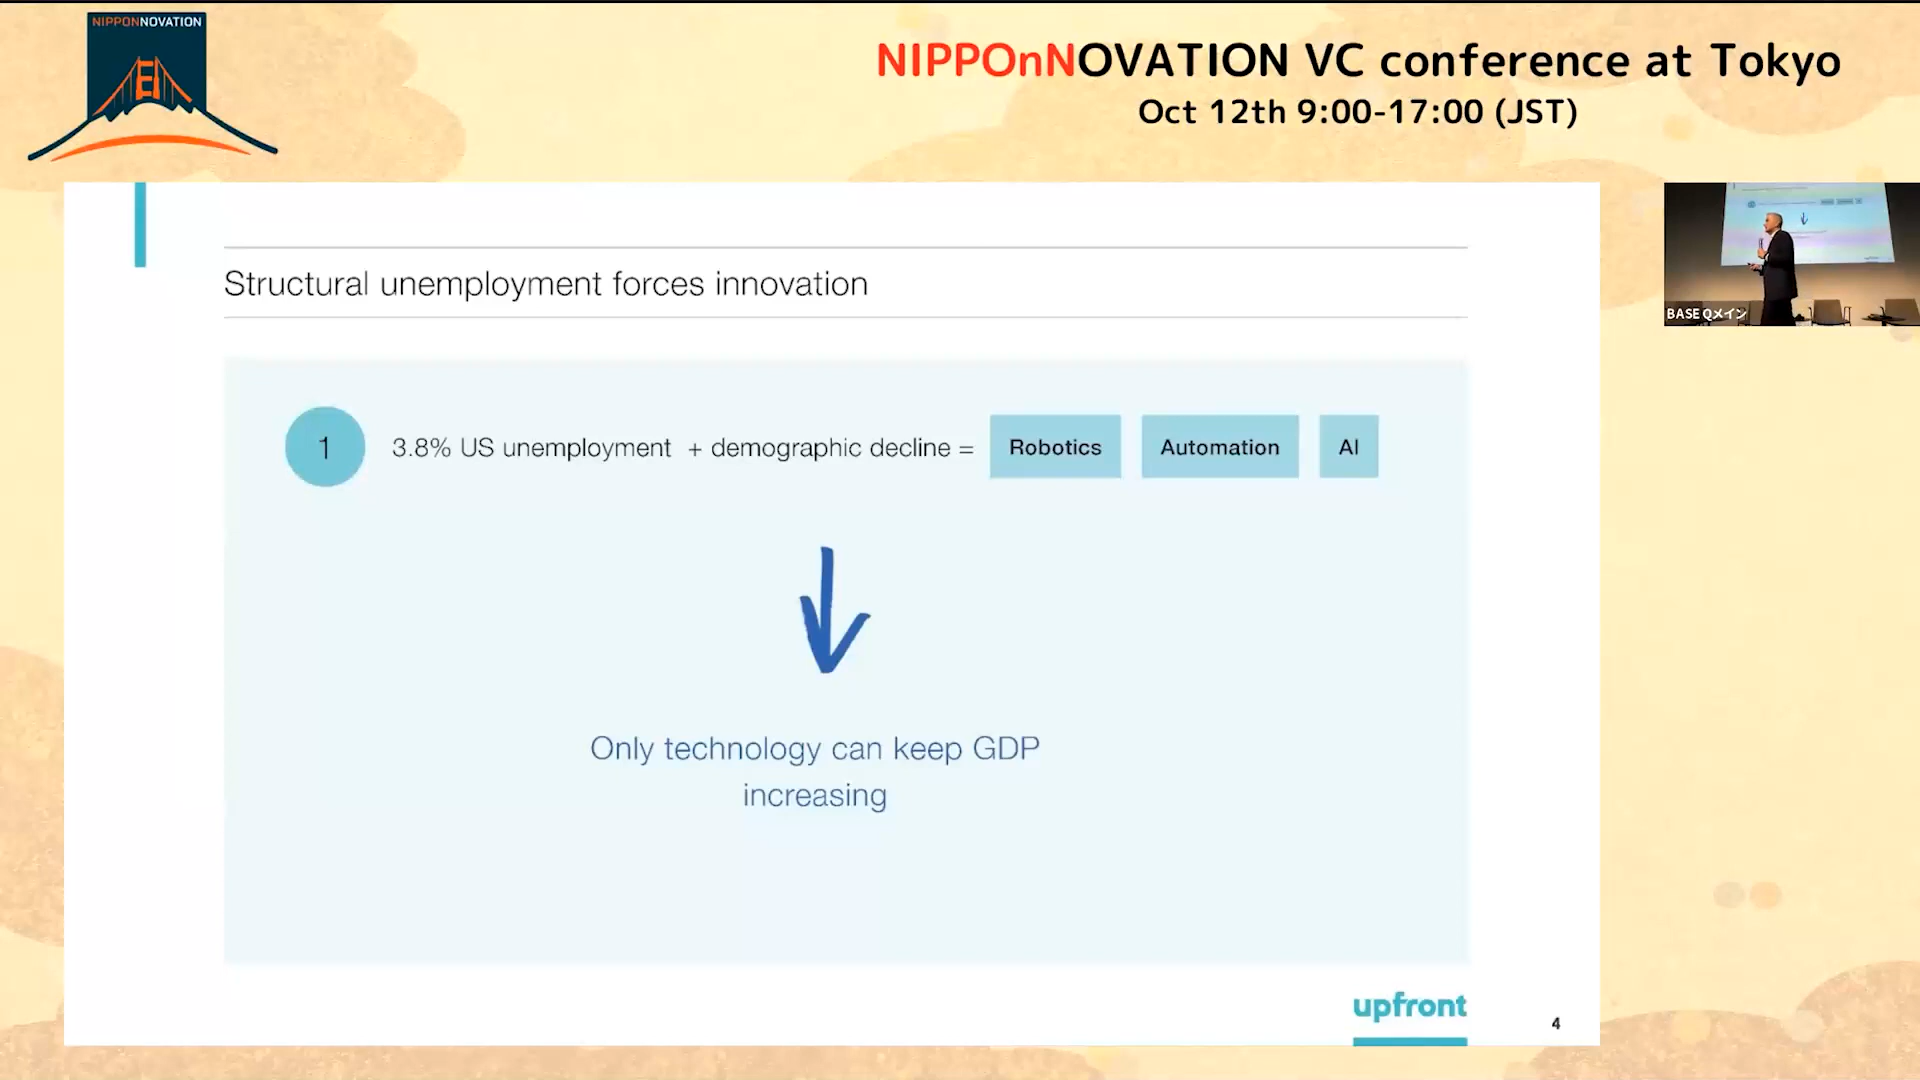 NIPPONNOVATION
NIPPOnNOVATION VC conference at Tokyo
Oct 12th 9:00-17:00 (JST)
Structural unemployment forces innovation
1
3.8% US unemployment + demographic decline =
Robotics
Automation
AI
Only technology can keep GDP
increasing
upfront
4
BASE Qメイン